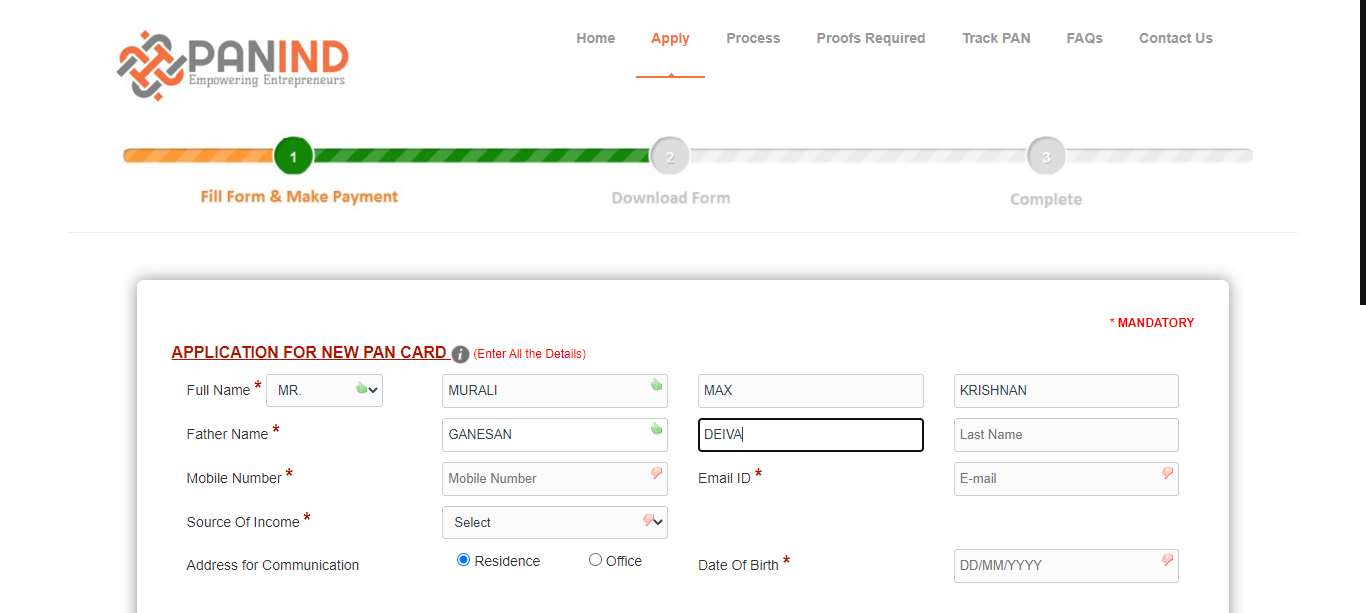 PANIND
Empowering Entrepreneurs
Home Apply Process Proofs Required Track PAN FAQs Contact Us
1 2 3
Fill Form & Make Payment Download Form Complete
* MANDATORY
APPLICATION FOR NEW PAN CARD i (Enter All the Details)
Full Name * MR. MURALI MAX KRISHNAN
Father Name * GANESAN DEIVA Last Name
Mobile Number * Mobile Number Email ID * E-mail
Source Of Income * Select
Address for Communication Residence Office Date Of Birth * DD/MM/YYYY